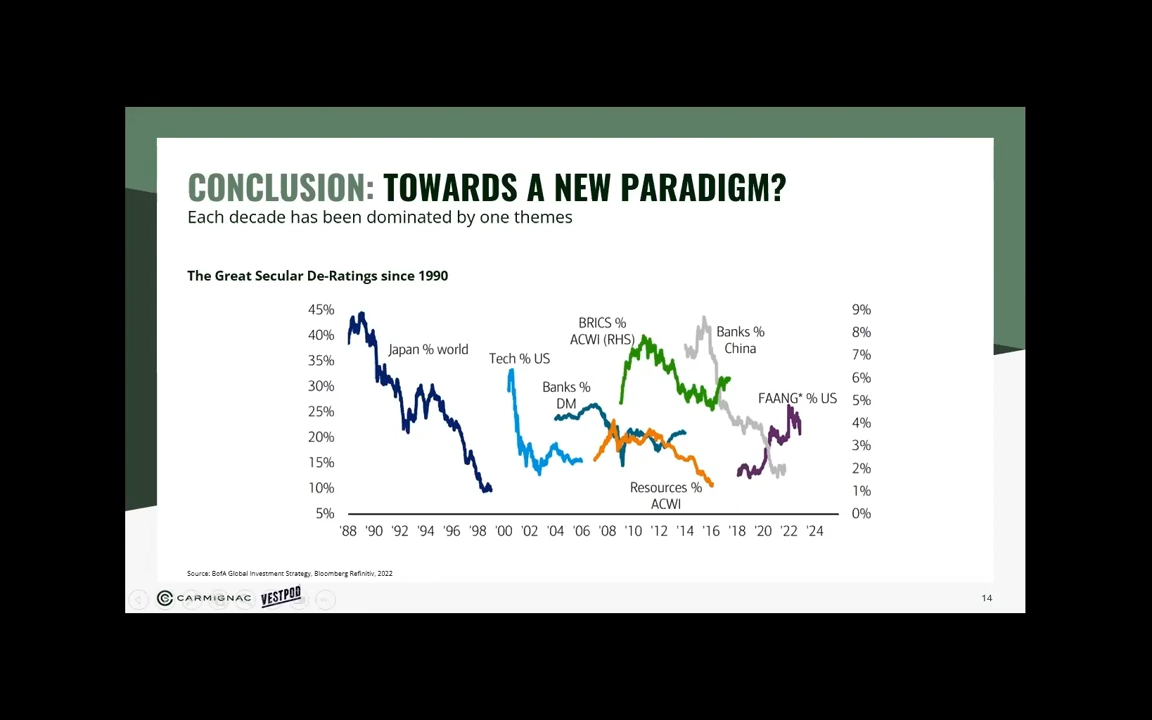 CONCLUSION: TOWARDS A NEW PARADIGM?
Each decade has been dominated by one themes
The Great Secular De-Ratings since 1990
45%
40%
35%
30%
25%
20%
15%
10%
5%
Japan % world
Tech % US
Banks %
DM
BRICS %
ACWI (RHS)
Resources %
ACWI
Banks %
China
FAANG* % US
9%
8%
7%
6%
5%
4%
3%
2%
1%
0%
'88 '90 '92 '94 '96 '98 '00 '02 '04 '06 '08 '10 '12 '14 '16 '18 '20 '22 '24
Source: BofA Global Investment Strategy, Bloomberg Refinitiv, 2022
CARMIGNAC VESTPOD
14